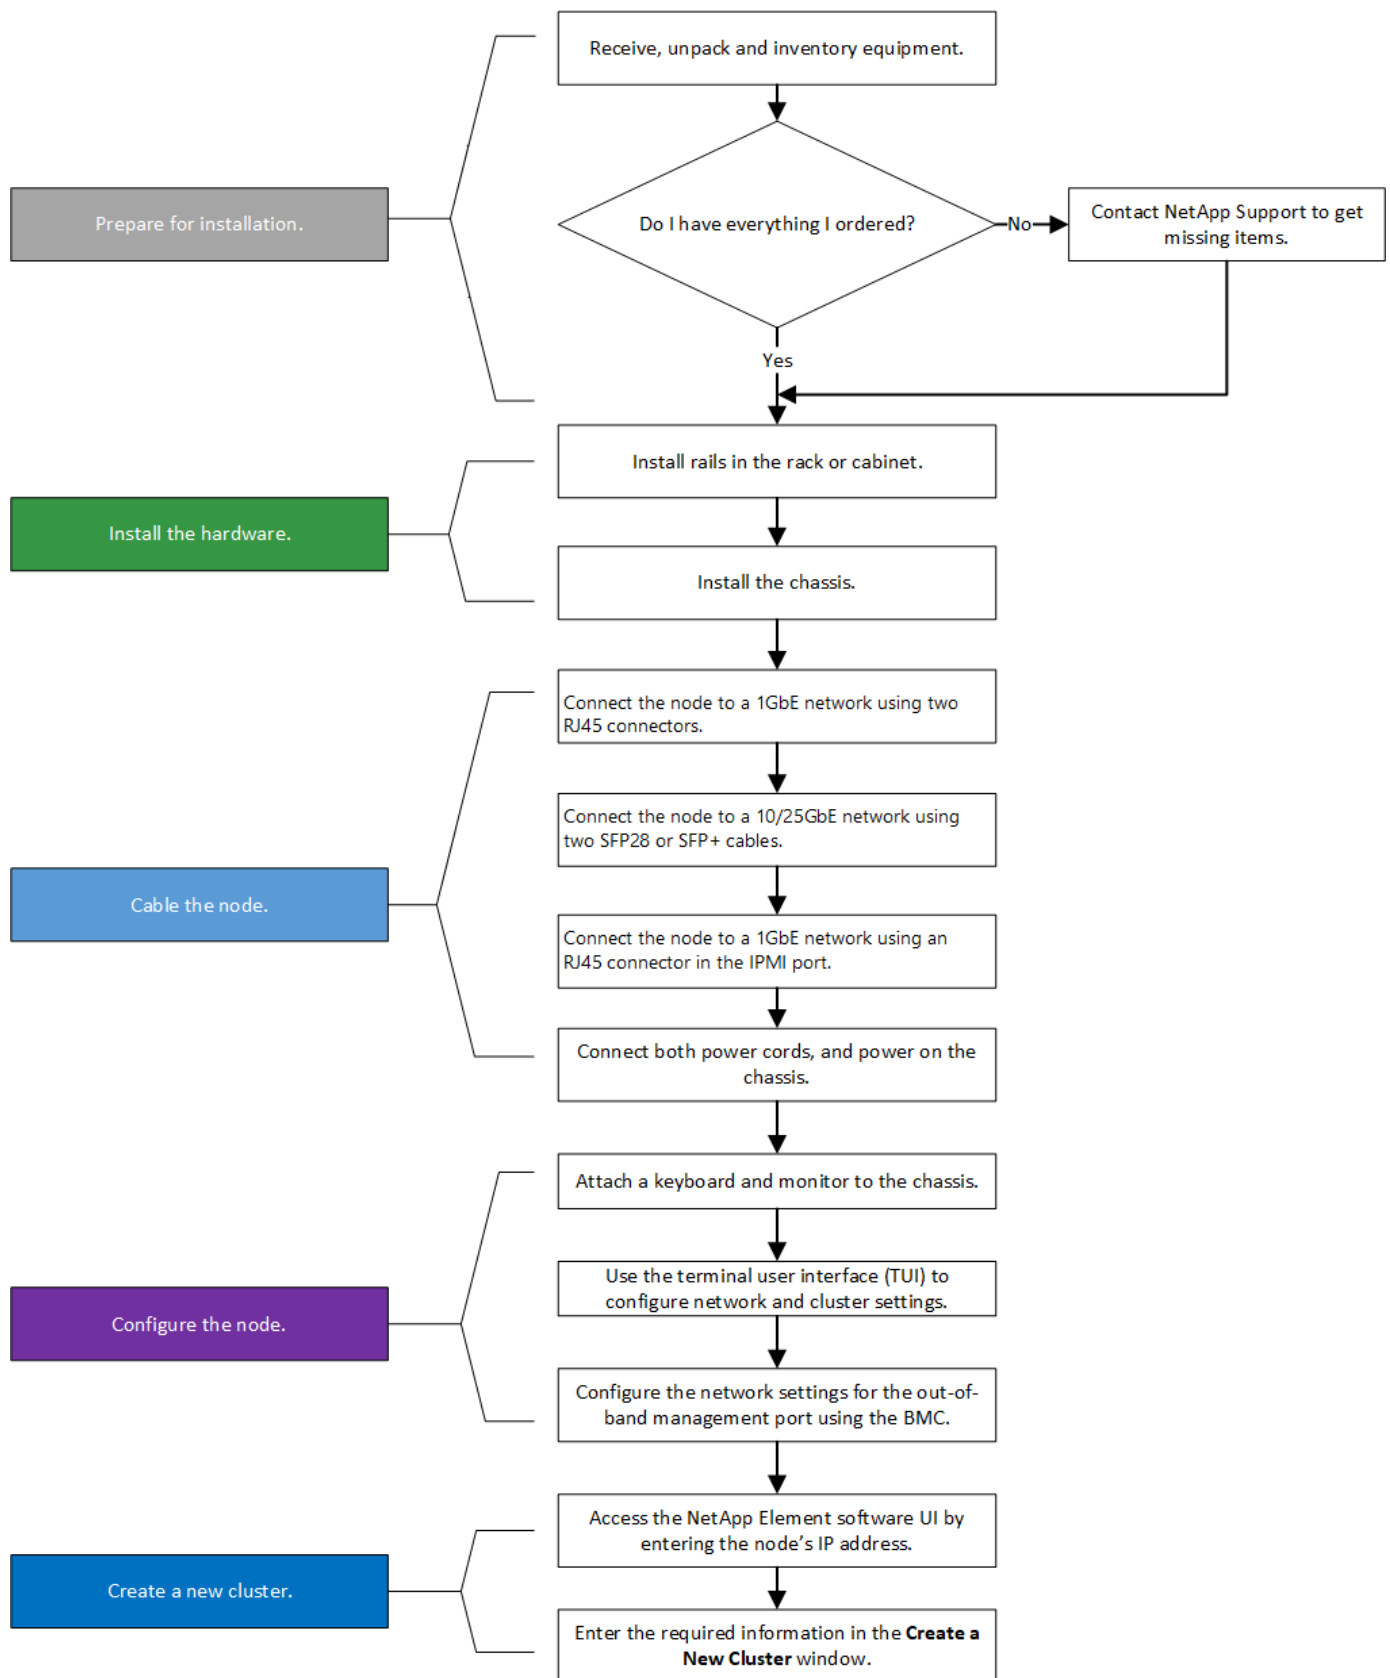 Receive, unpack and inventory equipment.
Prepare for installation.
Do I have everything I ordered?
No
Contact NetApp Support to get
missing items.
Yes
Install rails in the rack or cabinet.
Install the hardware.
Install the chassis.
Connect the node to a 1GbE network using two
RJ45 connectors.
Connect the node to a 10/25GbE network using
two SFP28 or SFP+ cables.
Cable the node.
Connect the node to a 1GbE network using an
RJ45 connector in the IPMI port.
Connect both power cords, and power on the
chassis.
Attach a keyboard and monitor to the chassis.
Use the terminal user interface (TUI) to
configure network and cluster settings.
Configure the node.
Configure the network settings for the out-of-
band management port using the BMC.
Access the NetApp Element software UI by
entering the node’s IP address.
Create a new cluster.
Enter the required information in the Create a
New Cluster window.